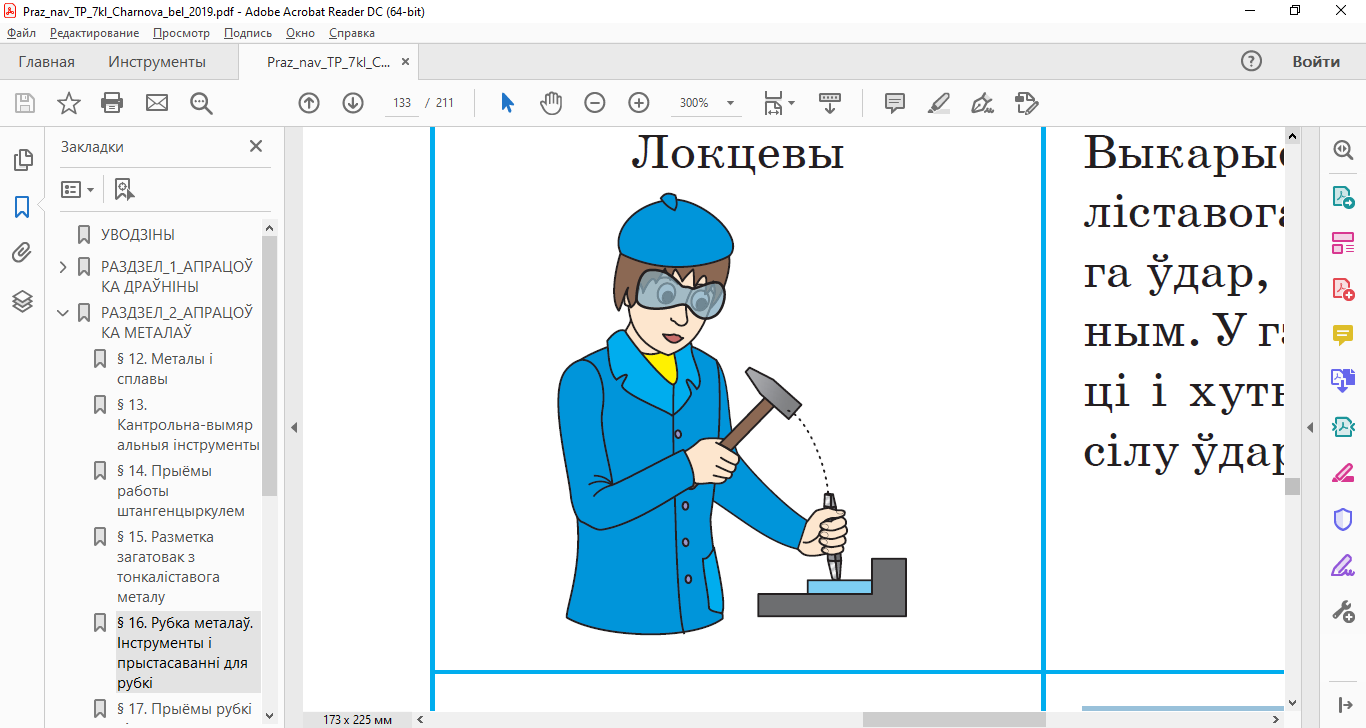 Praz_nav_TP_7kl_Charnova_bel_2019.pdf - Adobe Acrobat Reader DC (64-bit)
Файл Редактирование Просмотр Подпись Окно Справка
Главная Инструменты Praz_nav_TP_7kl_C... Войти
133 / 211 300%
Закладки
УВОДЗІНЫ
РАЗДЗЕЛ_1_АПРАЦОЎ
КА ДРАЎНІНЫ
РАЗДЗЕЛ_2_АПРАЦОЎ
КА МЕТАЛАЎ
§ 12. Металы і
сплавы
§ 13.
Кантрольна-вымяр
альныя інструменты
§ 14. Прыёмы
работы
штангенцыркулем
§ 15. Разметка
загатовак з
тонкаліставога
металу
§ 16. Рубка металаў.
Інструменты і
прыстасаванні для
рубкі
§ 17. Прыёмы рубкі
Локцевы
Выкарыс
ліставога
га ўдар,
ным. У г
ці і хутк
сілу ўдар
173 x 225 мм